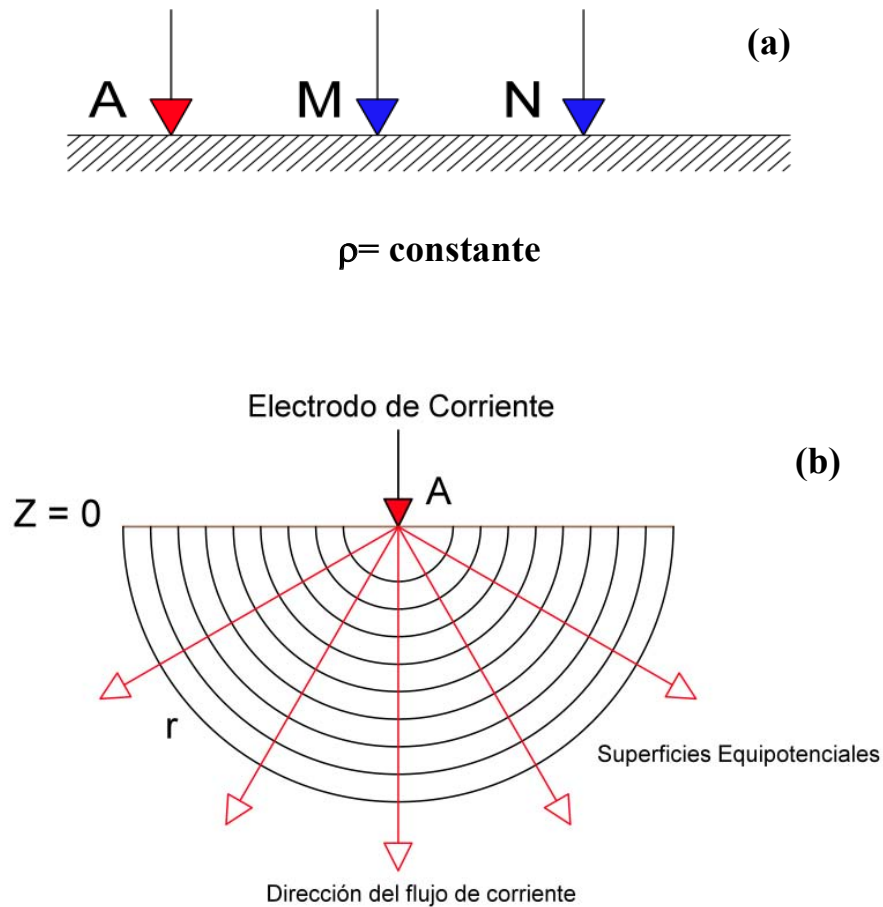 (a)
A M N
ρ= constante
Electrodo de Corriente
(b)
A
Z = 0
r
Superficies Equipotenciales
Dirección del flujo de corriente